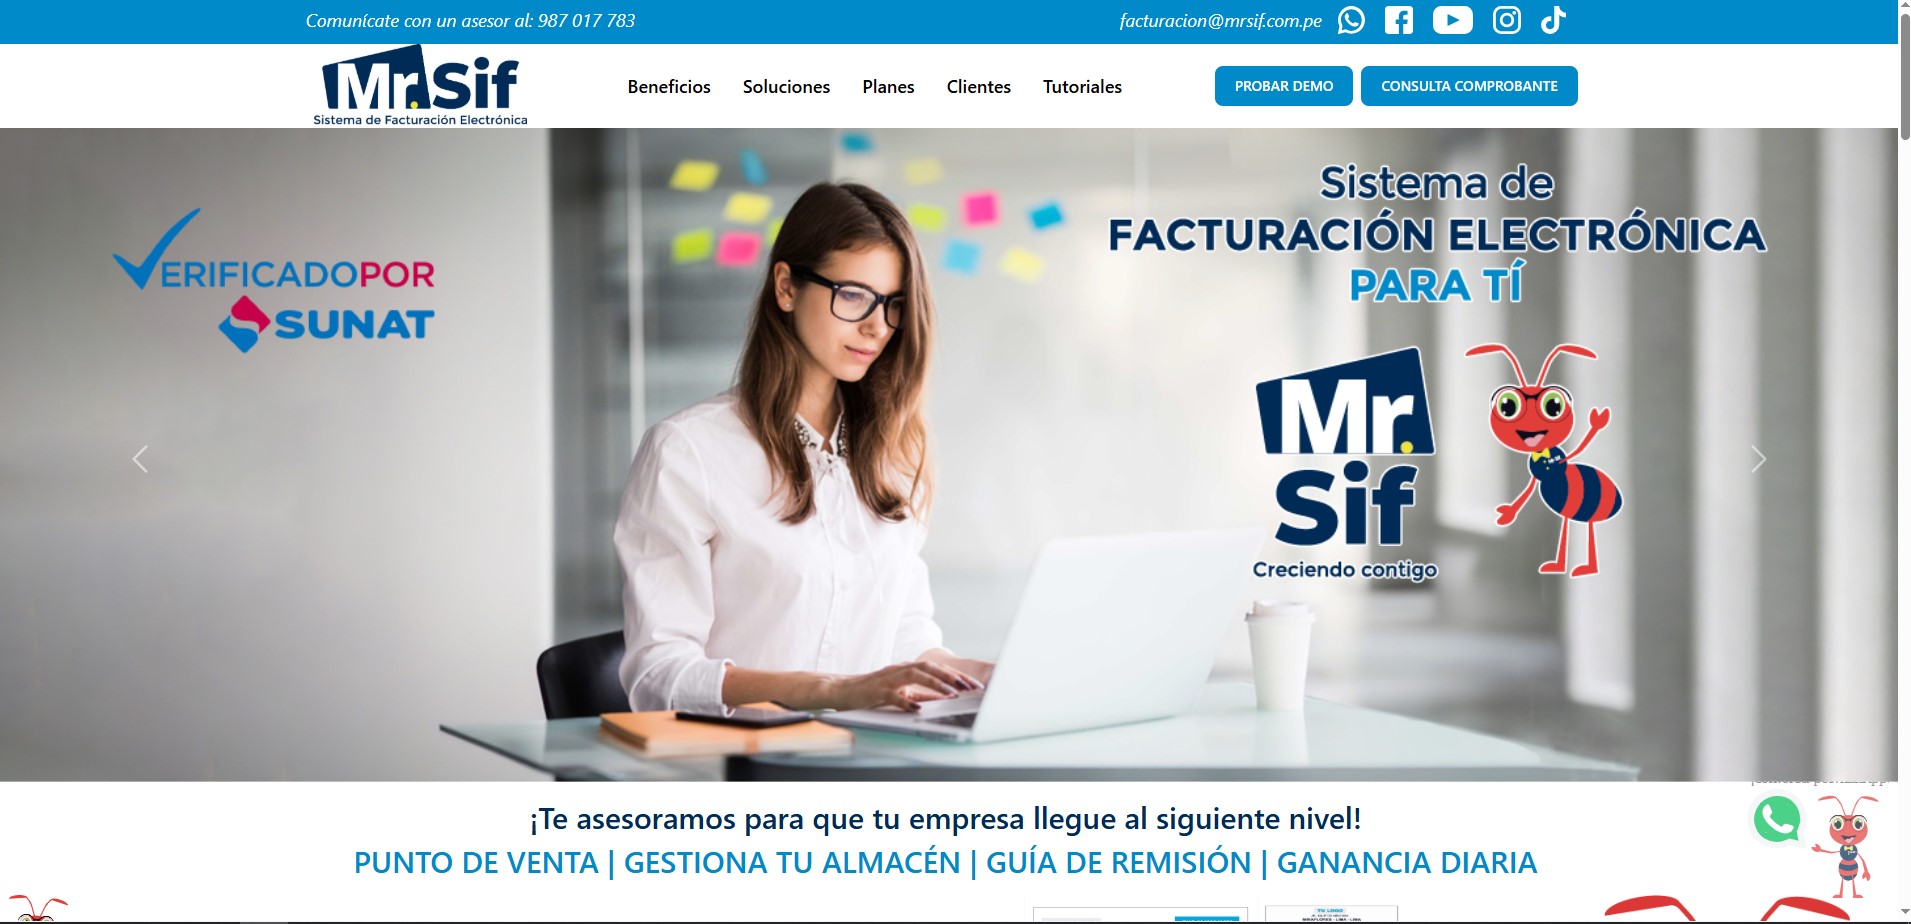 Comunícate con un asesor al: 987 017 783
facturacion@mrsif.com.pe
Mr.Sif
Sistema de Facturación Electrónica
Beneficios
Soluciones
Planes
Clientes
Tutoriales
PROBAR DEMO
CONSULTA COMPROBANTE
VERIFICADOPOR
SUNAT
Sistema de
FACTURACIÓN ELECTRÓNICA
PARA TÍ
Mr.
Sif
Creciendo contigo
¡Te asesoramos para que tu empresa llegue al siguiente nivel!
PUNTO DE VENTA | GESTIONA TU ALMACÉN | GUÍA DE REMISIÓN | GANANCIA DIARIA
TU LOGO